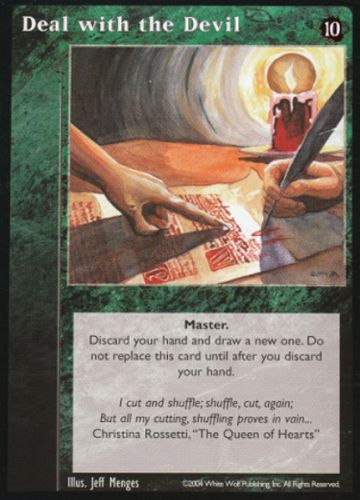 Deal with the Devil
10
Master.
Discard your hand and draw a new one. Do
not replace this card until after you discard
your hand.
I cut and shuffle; shuffle, cut, again;
But all my cutting, shuffling proves in vain...
Christina Rossetti, "The Queen of Hearts"
Illus. Jeff Menges
©2004 White Wolf Publishing, Inc. All Rights Reserved.